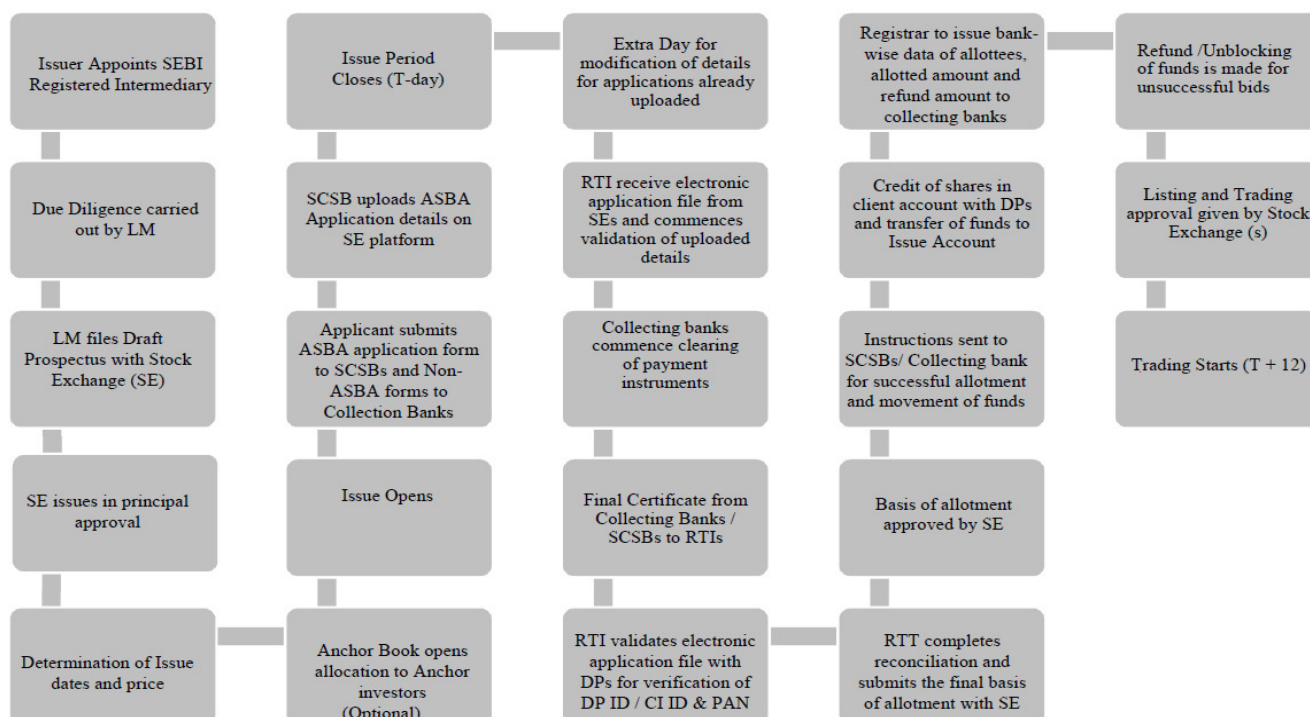 Issuer Appoints SEBI
Registered Intermediary
Due Diligence carried
out by LM
LM files Draft
Prospectus with Stock
Exchange (SE)
SE issues in principal
approval
Determination of Issue
dates and price
Anchor Book opens
allocation to Anchor
investors
(Optional)
Issue Opens
Applicant submits
ASBA application form
to SCSBs and Non-
ASBA forms to
Collection Banks
SCSB uploads ASBA
Application details on
SE platform
Issue Period
Closes (T-day)
Extra Day for
modification of details
for applications already
uploaded
RTI receive electronic
application file from
SEs and commences
validation of uploaded
details
Collecting banks
commence clearing
of payment
instruments
Final Certificate from
Collecting Banks /
SCSBs to RTIs
RTI validates electronic
application file with
DPs for verification of
DP ID / CI ID & PAN
RTT completes
reconciliation and
submits the final basis
of allotment with SE
Basis of allotment
approved by SE
Instructions sent to
SCSBs/ Collecting bank
for successful allotment
and movement of funds
Credit of shares in
client account with DPs
and transfer of funds to
Issue Account
Registrar to issue bank-
wise data of allottees,
allotted amount and
refund amount to
collecting banks
Refund /Unblocking
of funds is made for
unsuccessful bids
Listing and Trading
approval given by Stock
Exchange (s)
Trading Starts (T + 12)